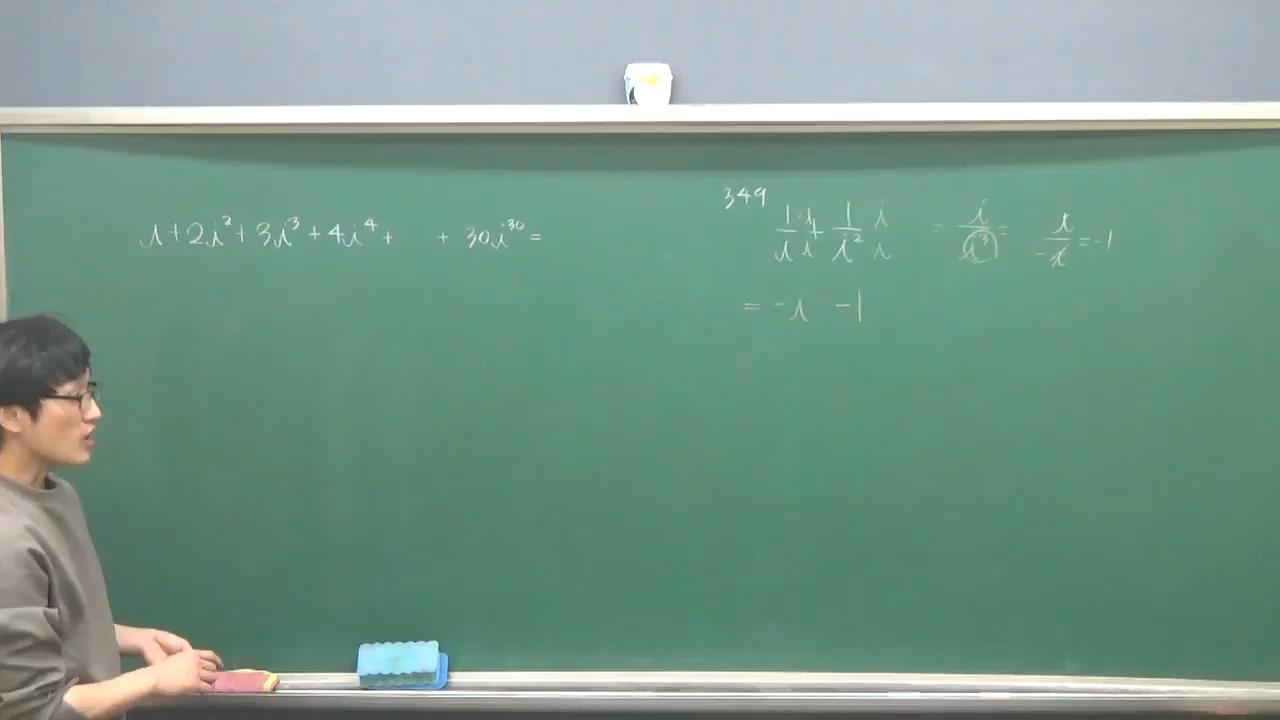 i + 2i² + 3i³ + 4i⁴ + + 30i³⁰ =
349
1/i · i/i + 1/i² i/i = i/i³ = i/-i = -1
= -i -1